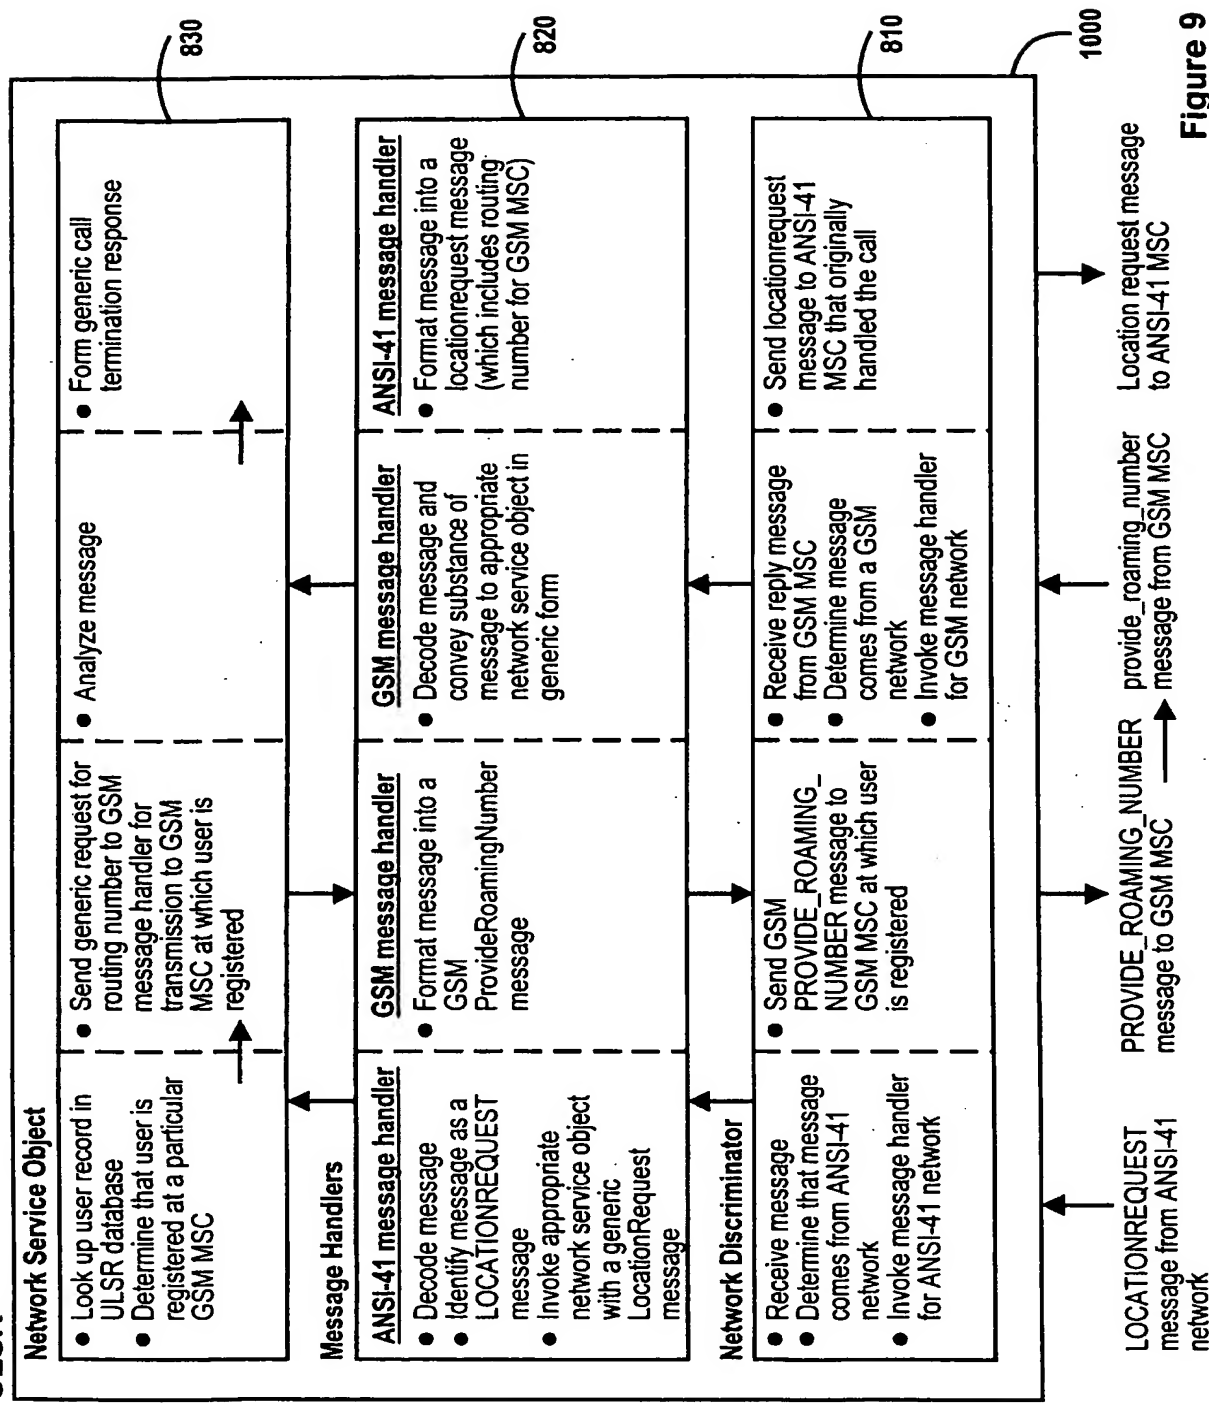 Network Service Object
830
● Look up user record in
ULSR database
● Determine that user is
registered at a particular
GSM MSC
● Send generic request for
routing number to GSM
message handler for
transmission to GSM
MSC at which user is
registered
● Analyze message
● Form generic call
termination response
Message Handlers
820
ANSI-41 message handler
● Decode message
● Identify message as a
LOCATIONREQUEST
message
● Invoke appropriate
network service object
with a generic
LocationRequest
message
GSM message handler
● Format message into a
GSM
ProvideRoamingNumber
message
GSM message handler
● Decode message and
convey substance of
message to appropriate
network service object in
generic form
ANSI-41 message handler
● Format message into a
locationrequest message
(which includes routing
number for GSM MSC)
Network Discriminator
810
● Receive message
● Determine that message
comes from ANSI-41
network
● Invoke message handler
for ANSI-41 network
● Send GSM
PROVIDE_ROAMING_
NUMBER message to
GSM MSC at which user
is registered
● Receive reply message
from GSM MSC
● Determine message
comes from a GSM
network
● Invoke message handler
for GSM network
● Send locationrequest
message to ANSI-41
MSC that originally
handled the call
1000
LOCATIONREQUEST
message from ANSI-41
network
PROVIDE_ROAMING_NUMBER
message to GSM MSC
provide_roaming_number
message from GSM MSC
Location request message
to ANSI-41 MSC
Figure 9